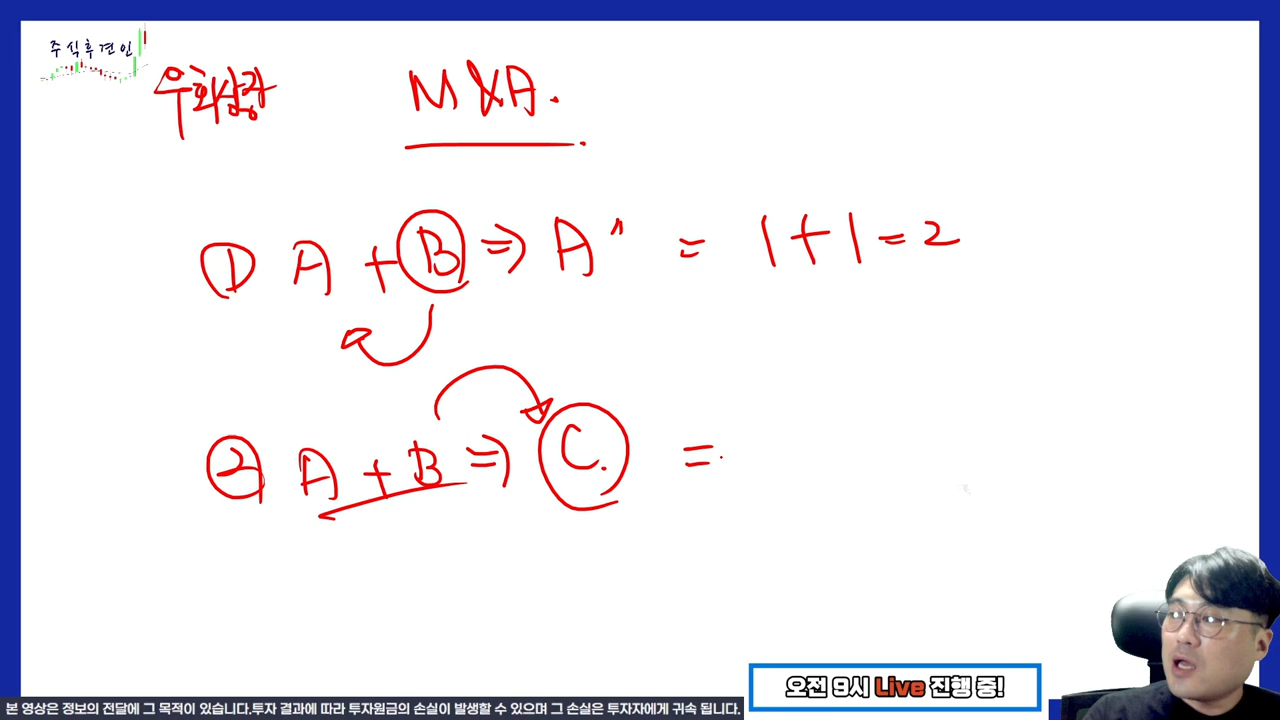 주식후견인
우회상장
M&A.
① A + B ⇒ A" = 1+1=2
② A + B ⇒ C. =
오전 9시 Live 진행 중!
본 영상은 정보의 전달에 그 목적이 있습니다.투자 결과에 따라 투자원금의 손실이 발생할 수 있으며 그 손실은 투자자에게 귀속 됩니다.